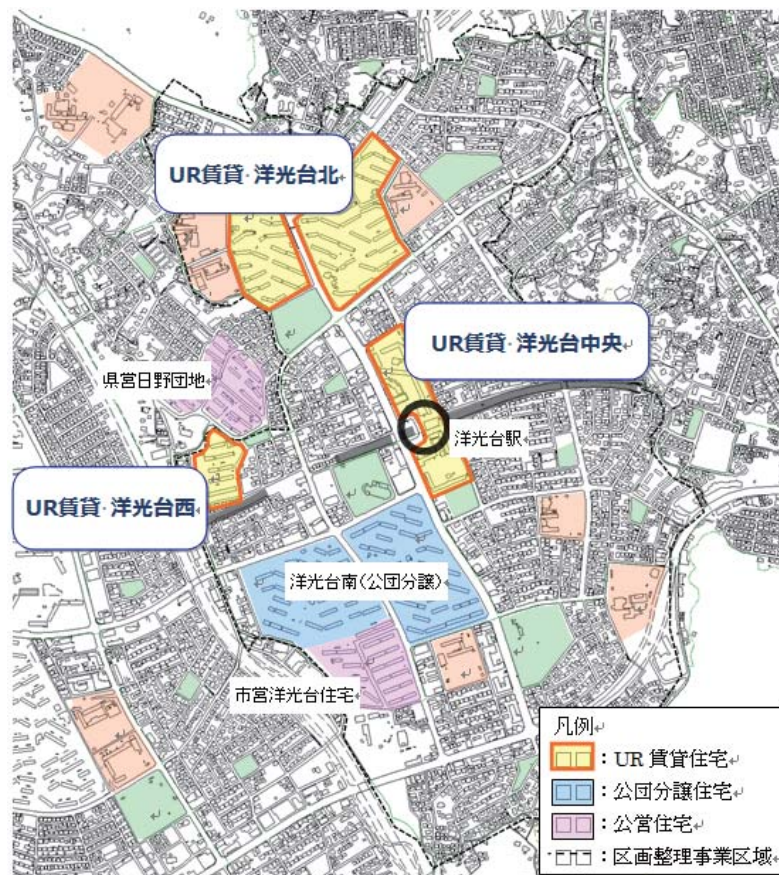 UR賃貸・洋光台北
UR賃貸・洋光台中央
県営日野団地
洋光台駅
UR賃貸・洋光台西
洋光台南(公団分譲)
市営洋光台住宅
凡例
:UR 賃貸住宅
:公団分譲住宅
:公営住宅
:区画整理事業区域